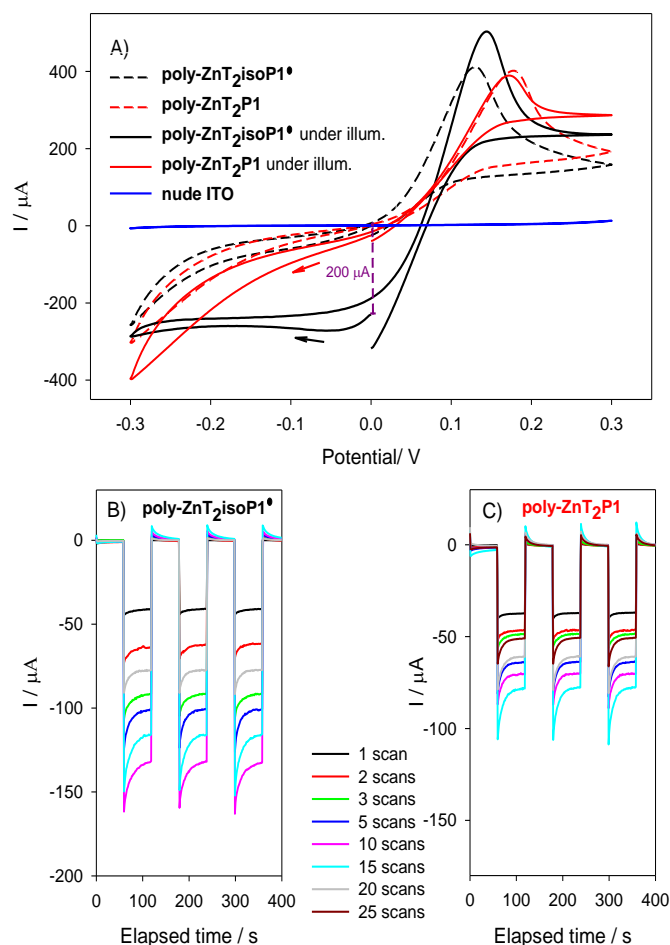 A)
poly-ZnT₂isoP1•
poly-ZnT₂P1
poly-ZnT₂isoP1• under illum.
poly-ZnT₂P1 under illum.
nude ITO
I / µA
400
200
0
-200
-400
200 µA
-0.3 -0.2 -0.1 0.0 0.1 0.2 0.3
Potential/ V
B) poly-ZnT₂isoP1•
I / µA
0
-50
-100
-150
-200
0 100 200 300 400
Elapsed time / s
1 scan
2 scans
3 scans
5 scans
10 scans
15 scans
20 scans
25 scans
C) poly-ZnT₂P1
I / µA
0
-50
-100
-150
0 100 200 300 400
Elapsed time / s